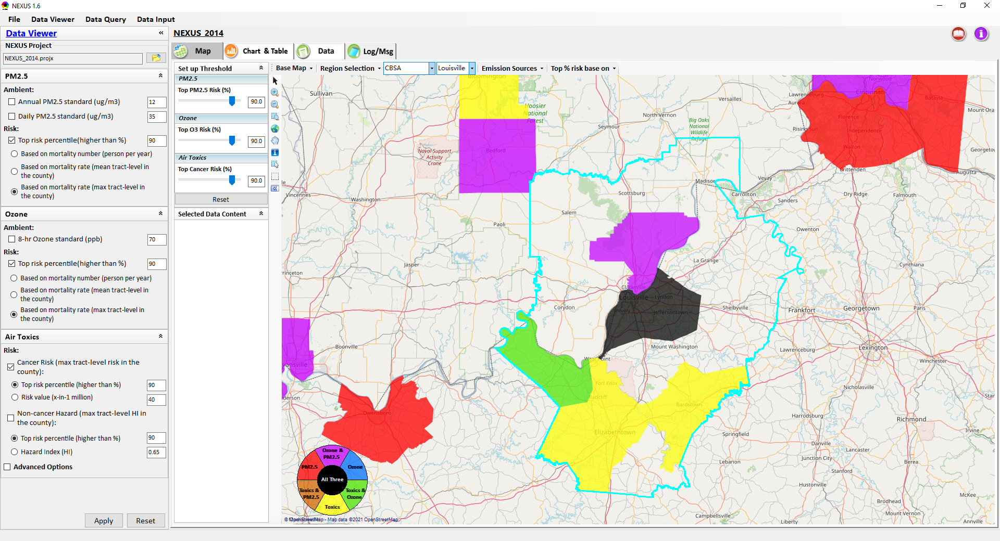 NEXUS 1.6
File Data Viewer Data Query Data Input
Data Viewer
NEXUS Project
NEXUS_2014.projx
PM2.5
Ambient:
Annual PM2.5 standard (ug/m3) 12
Daily PM2.5 standard (ug/m3) 35
Risk:
Top risk percentile(higher than %) 90
Based on mortality number (person per year)
Based on mortality rate (mean tract-level in
the county)
Based on mortality rate (max tract-level in
the county)
Ozone
Ambient:
8-hr Ozone standard (ppb) 70
Risk:
Top risk percentile(higher than %) 90
Based on mortality number (person per year)
Based on mortality rate (mean tract-level in
the county)
Based on mortality rate (max tract-level in
the county)
Air Toxics
Risk:
Cancer Risk (max tract-level risk in the
county):
Top risk percentile (higher than %) 90
Risk value (x-in-1 million) 40
Non-cancer Hazard (max tract-level HI in
the county):
Top risk percentile (higher than %) 90
Hazard Index (HI) 0.65
Advanced Options
Apply Reset
NEXUS_2014
Map Chart & Table Data Log/Msg
Set up Threshold
PM2.5
Top PM2.5 Risk (%)
90.0
Ozone
Top O3 Risk (%)
90.0
Air Toxics
Top Cancer Risk (%)
90.0
Reset
Selected Data Content
Base Map Region Selection CBSA Louisville Emission Sources Top % risk base on
Bloomington
Sullivan
Hoosier
National
Forest
Versailles
North Vernon
Seymour
Big Oaks
National
Wildlife
Refuge
Lawrenceburg
Aurora
Norwood
Cincinnati
Batavia
Mount Ora
Florence
Independence
Rising Sun
Walton
Georgeto
Crittenden
Augusta
Bedford
Naval Support
Activity
Crane
le
Vincennes
Washington
Madison
Vevay
Carrollton
Sanders
Dry Ridge
Falmouth
Scottsburg
Salem
Paoli
Owenton
Jasper
La Grange
Cynthiana
rinceton
Clarksville
Louisville
Lyndon
Shively
Jeffersontown
Shelbyville
Frankfort
Georgetown
Paris
Corydon
Boonville
Mount Washington
Lawrenceburg
Lexington
Winchester
West Point
vansville
Fort Knox
Radcliff
Bardstown
Nicholasville
Star
derson
Owensboro
Harrodsburg
Richmond
Elizabethtown
Springfield
Irvine
Danville
Lancaster
Lebanon
Junction City
Berea
Stanford
Hustonville
McKee
Brodhead
Mount Vernon
Campbellsville
Liberty
Annville
Ozone &
PM2.5
PM2.5
Ozone
All Three
Toxics &
PM2.5
Toxics &
Ozone
Toxics
- Map data ©2021 OpenStreetMap